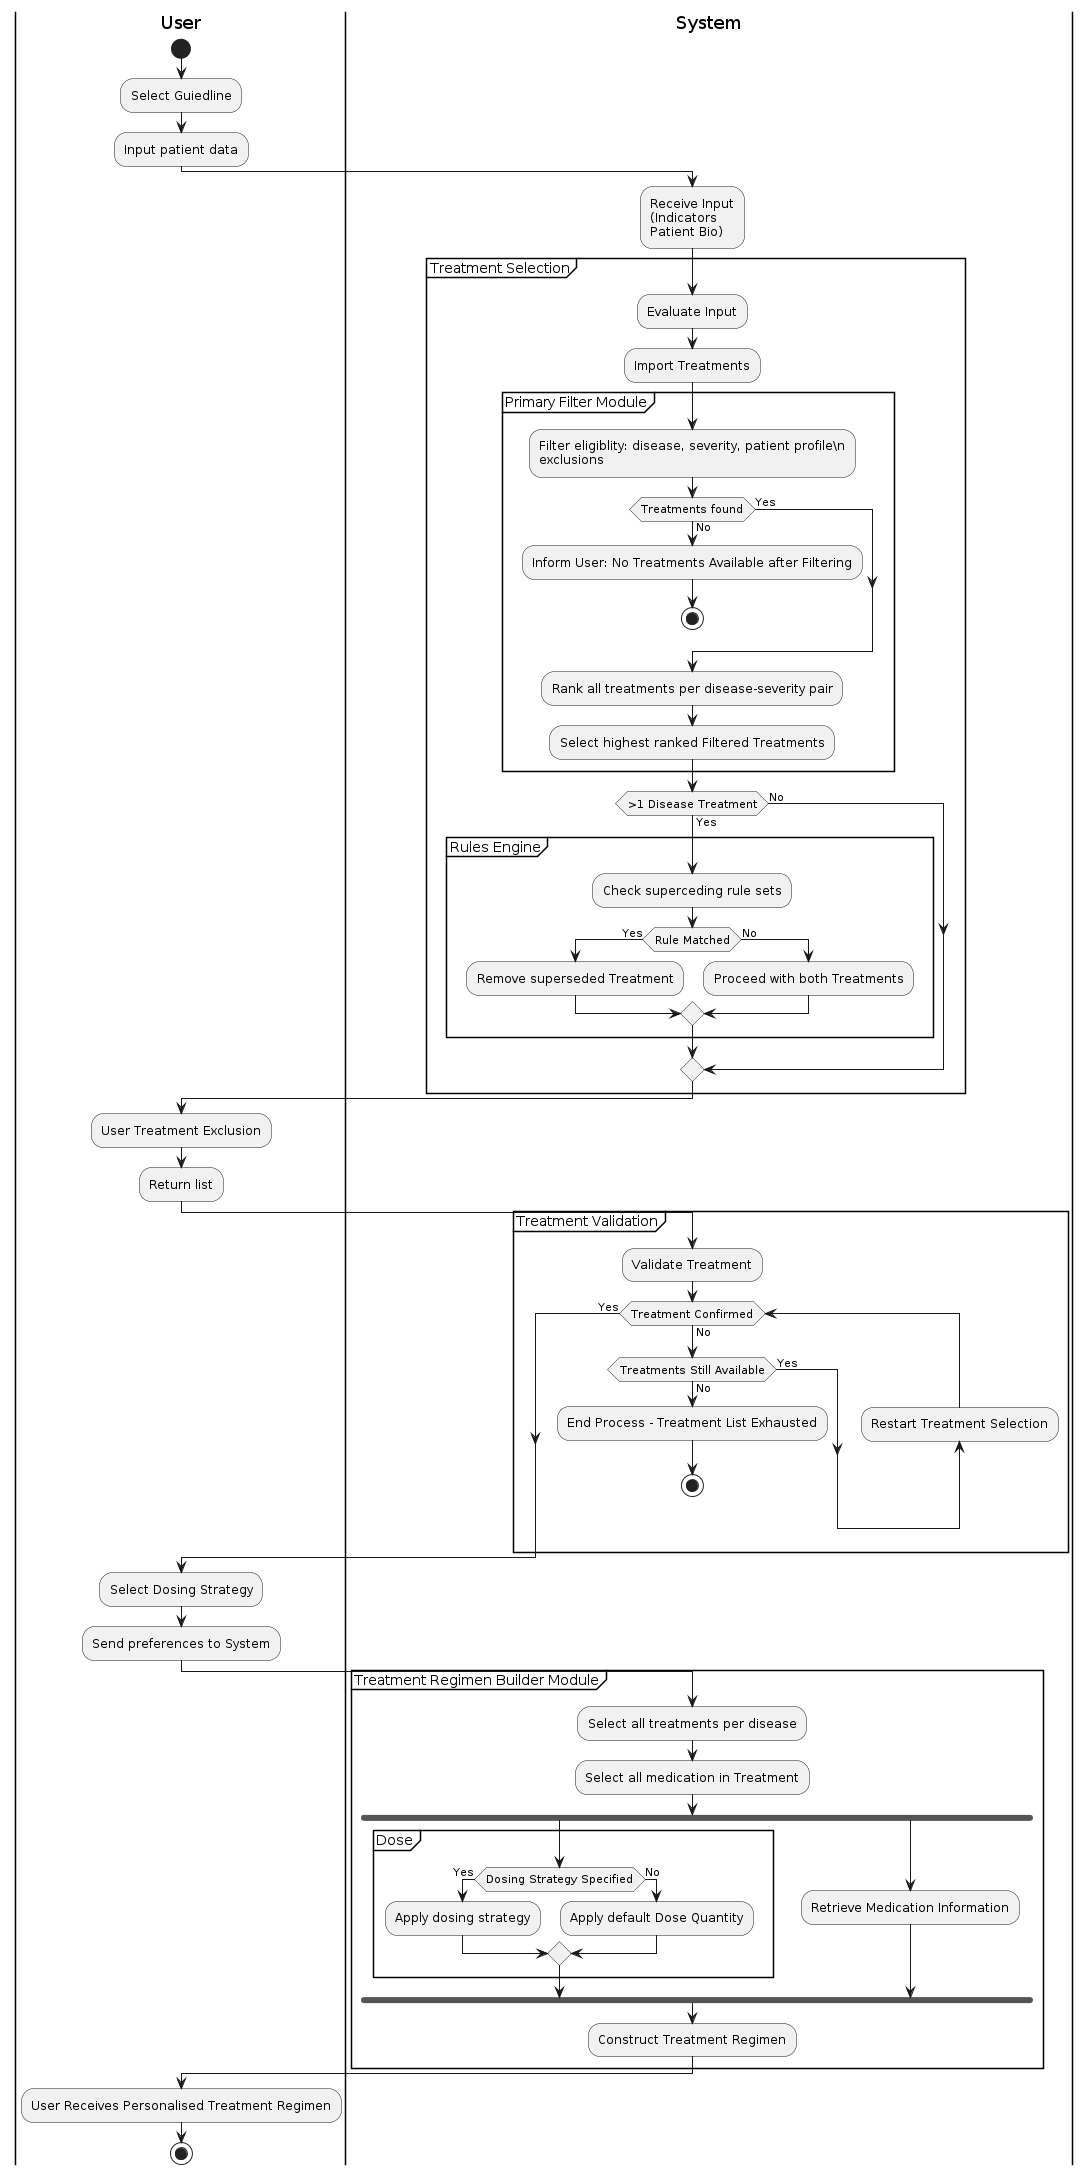 User
System
Select Guiedline
Input patient data
Receive Input
(Indicators
Patient Bio)
Treatment Selection
Evaluate Input
Import Treatments
Primary Filter Module
Filter eligiblity: disease, severity, patient profile\n
exclusions
Treatments found
Yes
No
Inform User: No Treatments Available after Filtering
Rank all treatments per disease-severity pair
Select highest ranked Filtered Treatments
>1 Disease Treatment
No
Yes
Rules Engine
Check superceding rule sets
Yes
Rule Matched
No
Remove superseded Treatment
Proceed with both Treatments
User Treatment Exclusion
Return list
Treatment Validation
Validate Treatment
Yes
Treatment Confirmed
No
Treatments Still Available
Yes
No
End Process - Treatment List Exhausted
Restart Treatment Selection
Select Dosing Strategy
Send preferences to System
Treatment Regimen Builder Module
Select all treatments per disease
Select all medication in Treatment
Dose
Yes
Dosing Strategy Specified
No
Apply dosing strategy
Apply default Dose Quantity
Retrieve Medication Information
Construct Treatment Regimen
User Receives Personalised Treatment Regimen